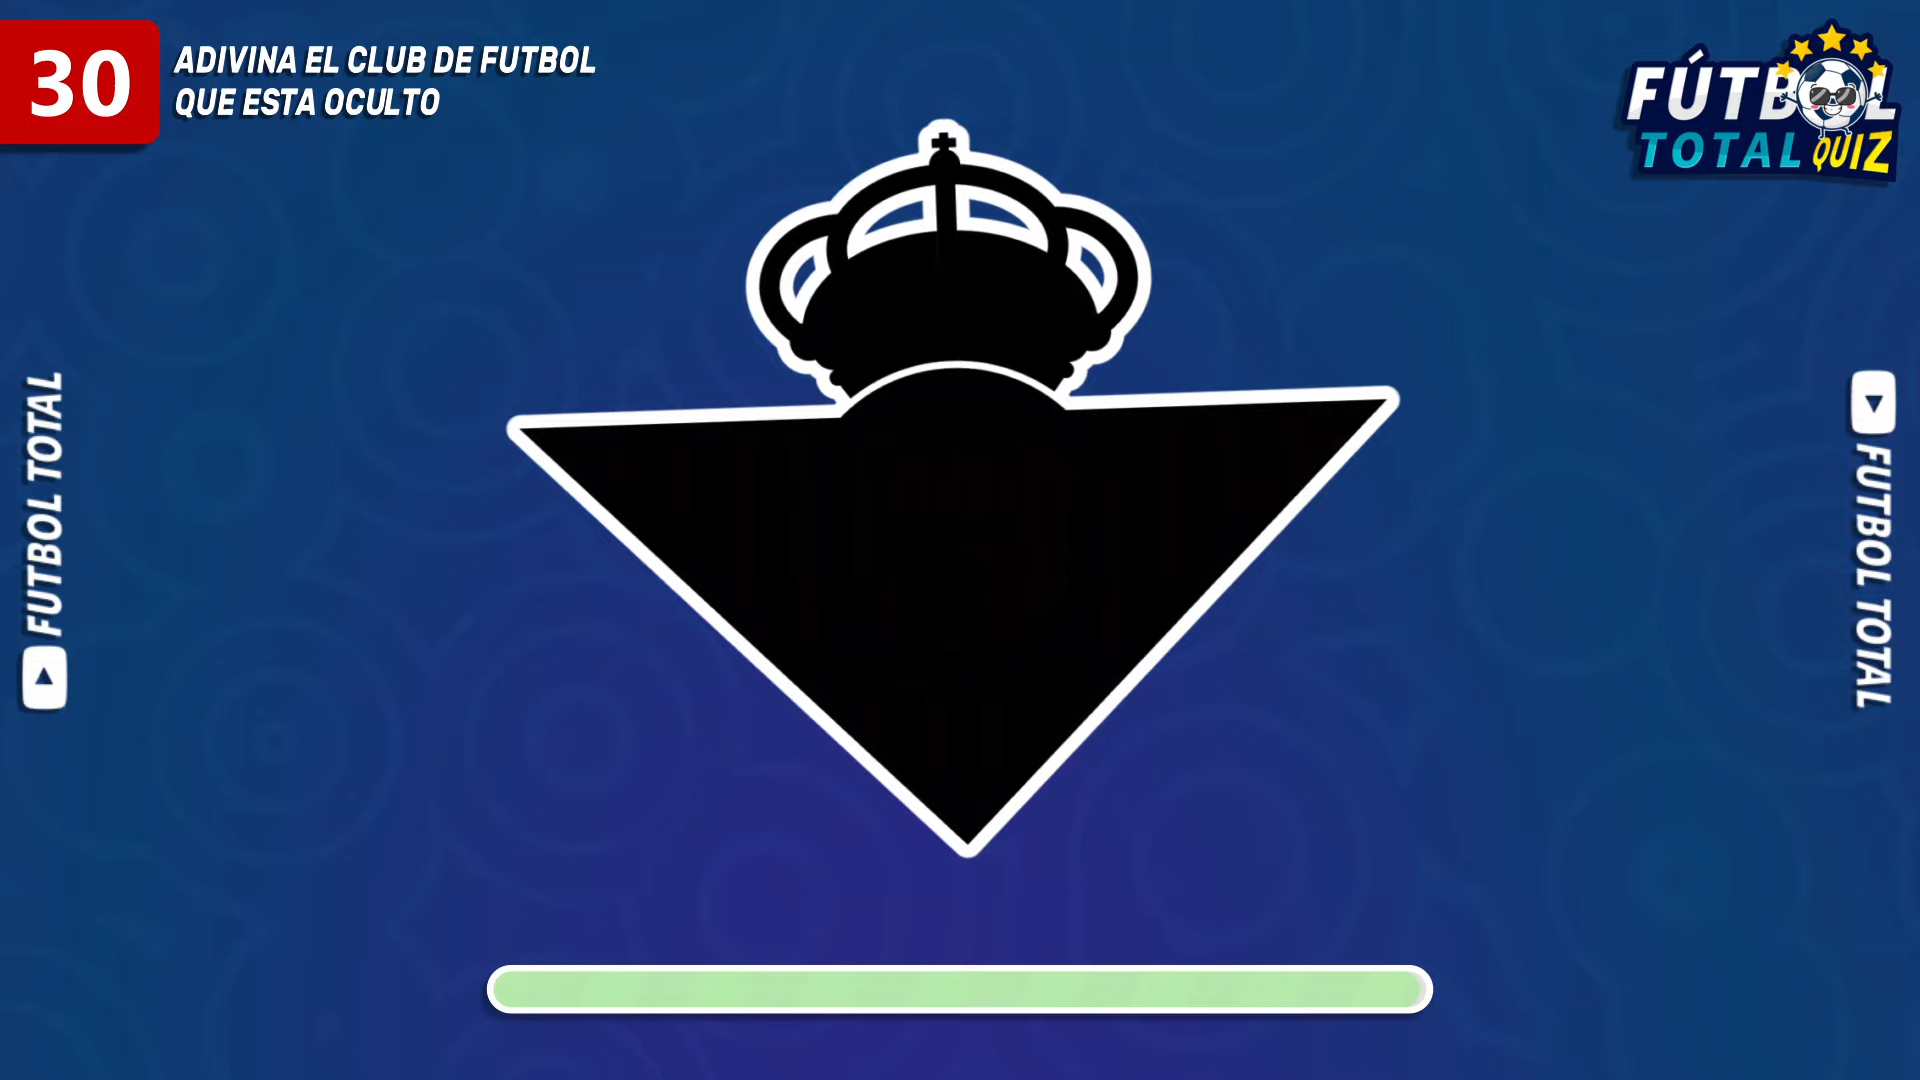 30
ADIVINA EL CLUB DE FUTBOL
QUE ESTA OCULTO
FÚTBOL
TOTAL QUIZ
FUTBOL TOTAL
FUTBOL TOTAL